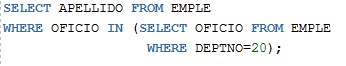 SELECT APELLIDO FROM EMPLE
WHERE OFICIO IN (SELECT OFICIO FROM EMPLE
WHERE DEPTNO=20);